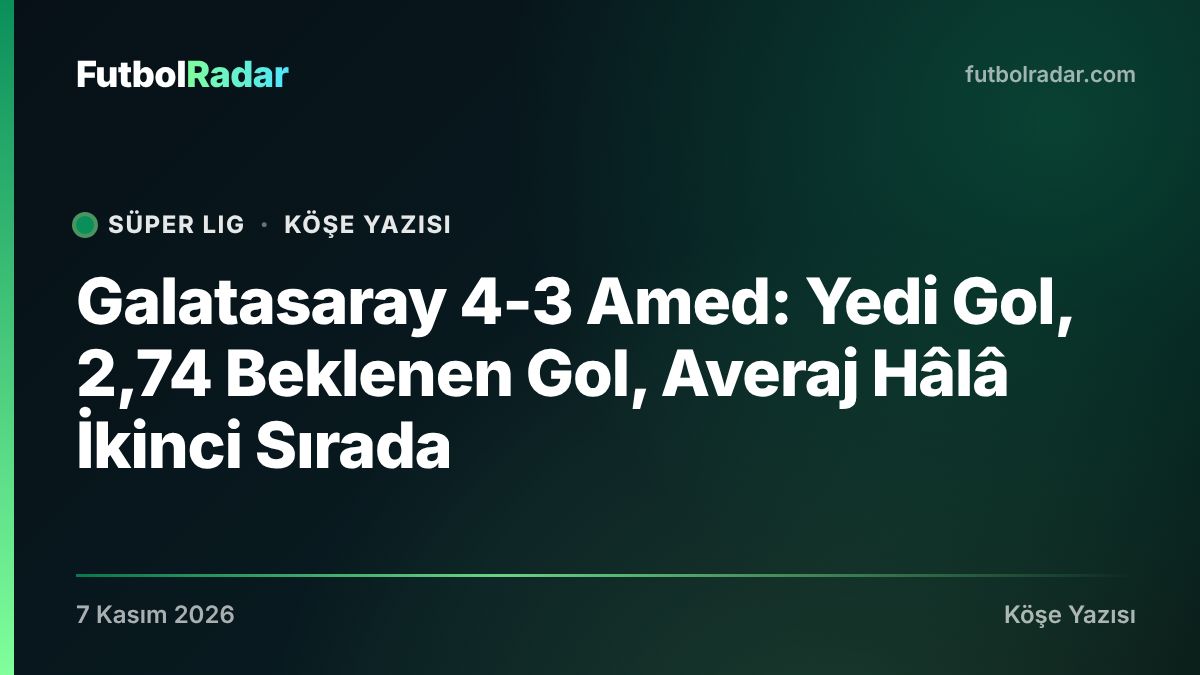 FutbolRadar
futbolradar.com
SÜPER LIG · KÖŞE YAZISI
Galatasaray 4-3 Amed: Yedi Gol,
2,74 Beklenen Gol, Averaj Hâlâ
İkinci Sırada
7 Kasım 2026
Köşe Yazısı